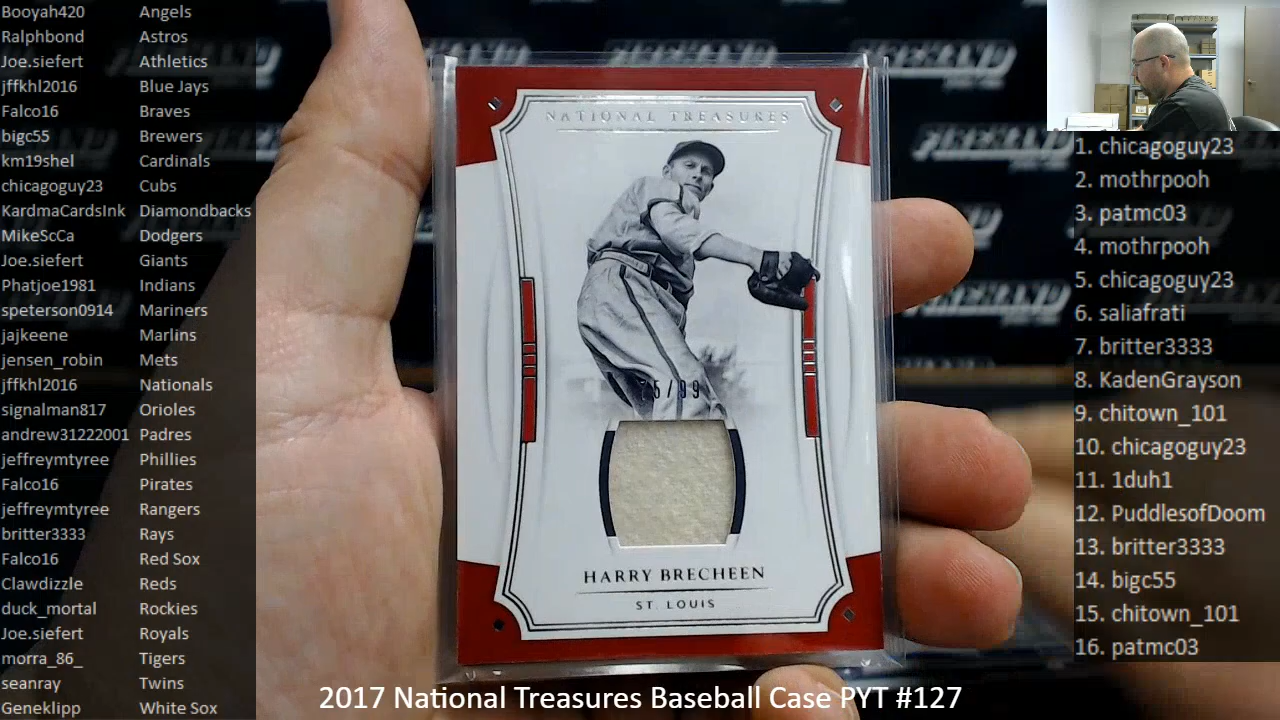 Booyah420 Angels
Ralphbond Astros
Joe.siefert Athletics
jffkhl2016 Blue Jays
Falco16 Braves
bigc55 Brewers
km19shel Cardinals
chicagoguy23 Cubs
KardmaCardsInk Diamondbacks
MikeScCa Dodgers
Joe.siefert Giants
Phatjoe1981 Indians
speterson0914 Mariners
jajkeene Marlins
jensen_robin Mets
jffkhl2016 Nationals
signalman817 Orioles
andrew31222001 Padres
jeffreymtyree Phillies
Falco16 Pirates
jeffreymtyree Rangers
britter3333 Rays
Falco16 Red Sox
Clawdizzle Reds
duck_mortal Rockies
Joe.siefert Royals
morra_86_ Tigers
seanray Twins
Geneklipp White Sox
NATIONAL TREASURES
HARRY BRECHEEN
ST. LOUIS
1. chicagoguy23
2. mothrpooh
3. patmc03
4. mothrpooh
5. chicagoguy23
6. saliafrati
7. britter3333
8. KadenGrayson
9. chitown_101
10. chicagoguy23
11. 1duh1
12. PuddlesofDoom
13. britter3333
14. bigc55
15. chitown_101
16. patmc03
2017 National Treasures Baseball Case PYT #127